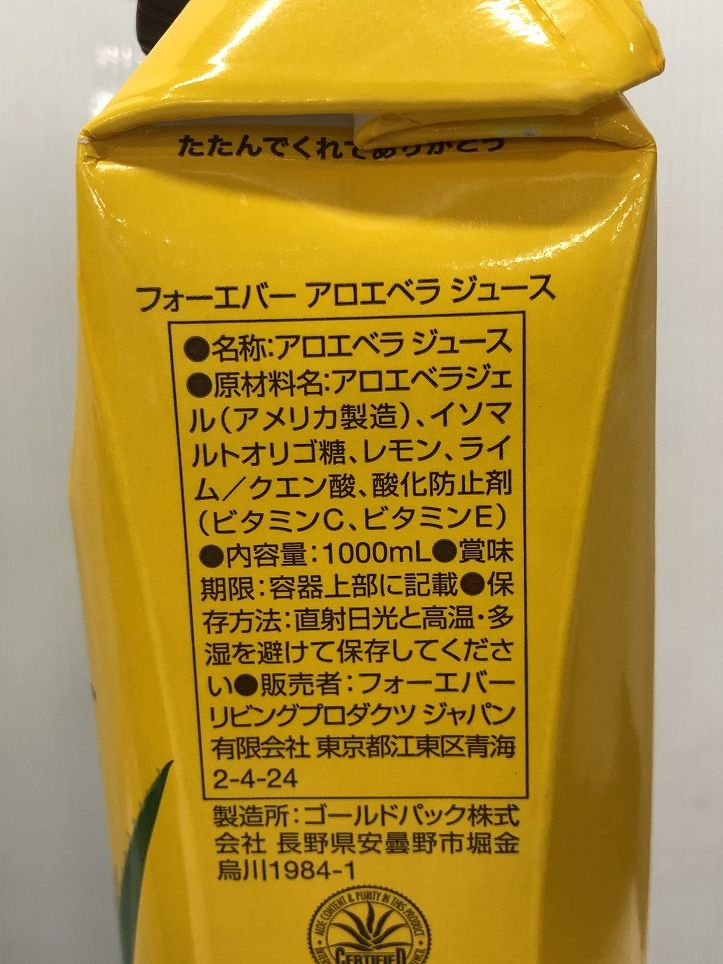 たたんでくれてありがとう
フォーエバー アロエベラ ジュース
●名称:アロエベラ ジュース
●原材料名:アロエベラジェ
ル(アメリカ製造)、イソマ
ルトオリゴ糖、レモン、ライ
ム/クエン酸、酸化防止剤
(ビタミンC、ビタミンE)
●内容量:1000mL●賞味
期限:容器上部に記載●保
存方法:直射日光と高温・多
湿を避けて保存してくださ
い●販売者:フォーエバー
リビングプロダクツ ジャパン
有限会社 東京都江東区青海
2-4-24
製造所:ゴールドパック株式
会社 長野県安曇野市堀金
烏川1984-1
ALOE CONTENT & PURITY IN THIS PRODUCT
CERTIFIED